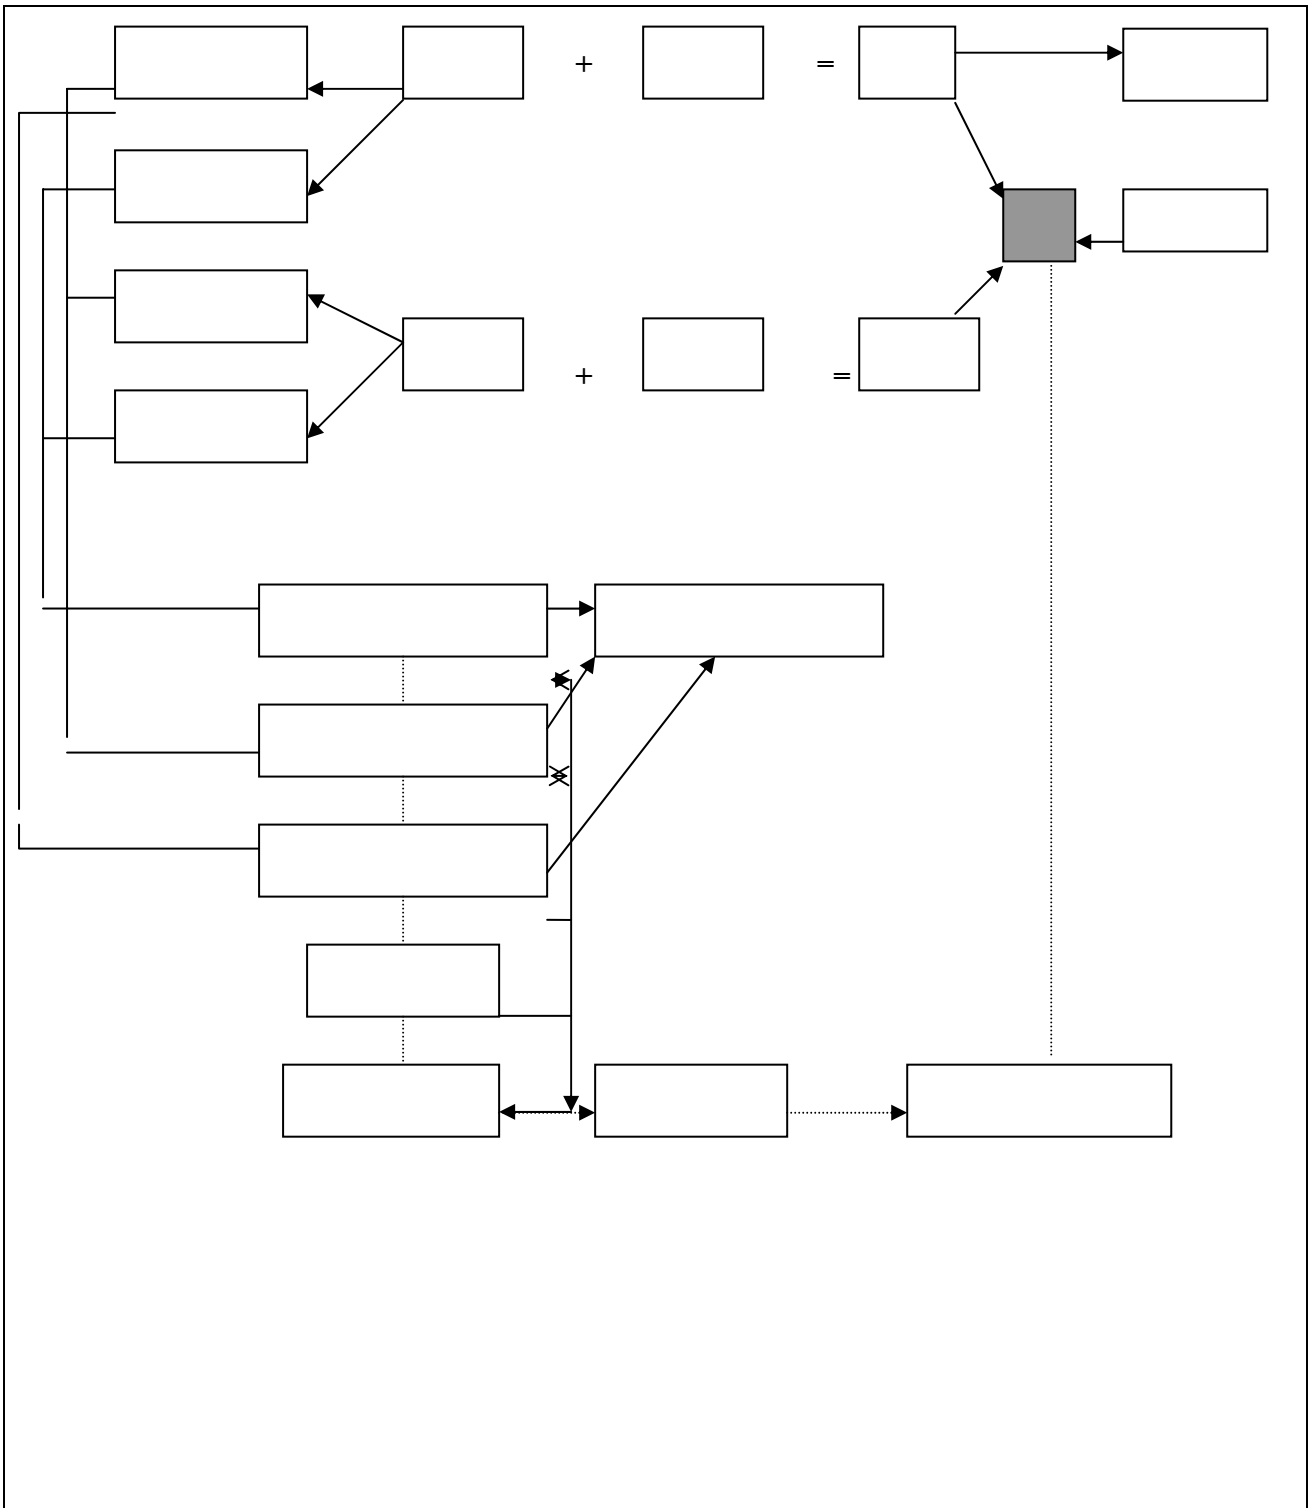 + =
+ =